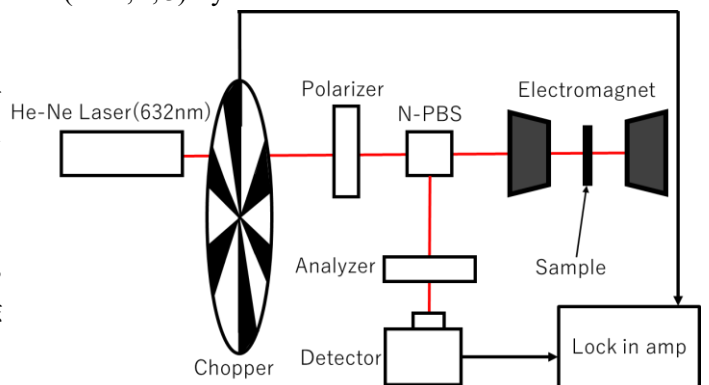 He-Ne Laser(632nm)
Polarizer
N-PBS
Electromagnet
Analyzer
Sample
Chopper
Detector
Lock in amp